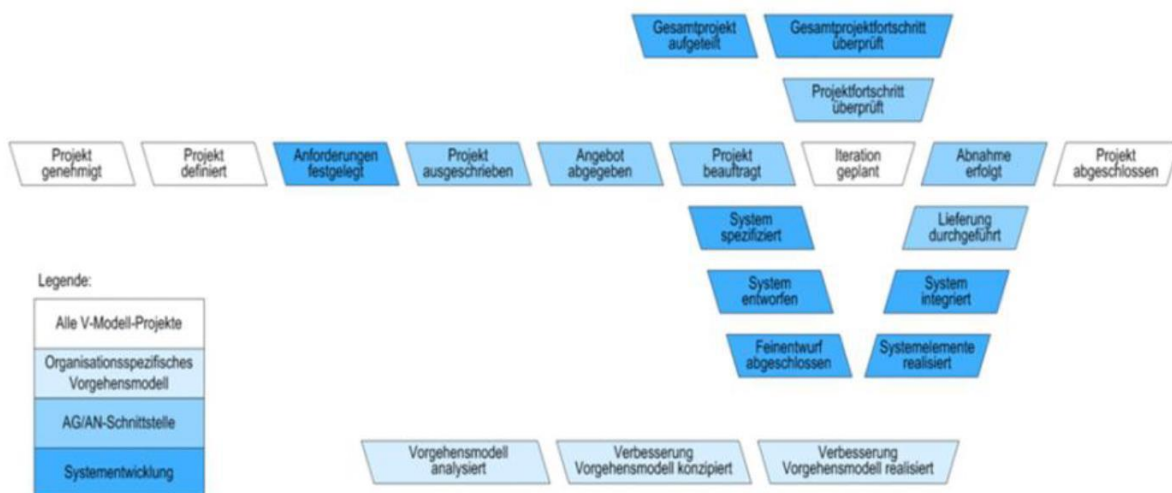 Gesamtprojekt
aufgeteilt
Gesamtprojektfortschritt
überprüft
Projektfortschritt
überprüft
Projekt
genehmigt
Projekt
definiert
Anforderungen
festgelegt
Projekt
ausgeschrieben
Angebot
abgegeben
Projekt
beauftragt
Iteration
geplant
Abnahme
erfolgt
Projekt
abgeschlossen
System
spezifiziert
Lieferung
durchgeführt
System
entworfen
System
integriert
Feinentwurf
abgeschlossen
Systemelemente
realisiert
Legende:
Alle V-Modell-Projekte
Organisationsspezifisches
Vorgehensmodell
AG/AN-Schnittstelle
Systementwicklung
Vorgehensmodell
analysiert
Verbesserung
Vorgehensmodell konzipiert
Verbesserung
Vorgehensmodell realisiert